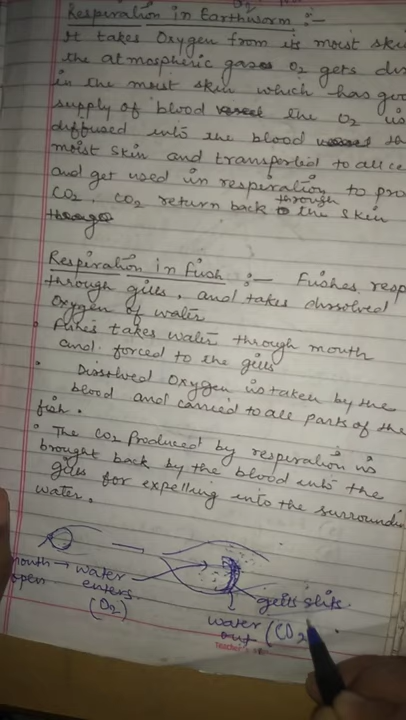 O2
Respiration in Earthworm :-
It takes Oxygen from its moist skin
the atmospheric gases O2 gets dis
in the moist skin which has goo
supply of blood the O2 is
diffused into the blood th
moist skin and transported to all ce
and get used in respiration to pro
CO2. CO2 return back through the skin
Respiration in fish :- Fishes resp
through gills, and takes dissolved
Oxygen of water
• Fishes takes water through mouth
and forced to the gills
• Dissolved Oxygen is taken by the
blood and carried to all parts of the
fish.
• The CO2 Produced by respiration is
brought back by the blood into the
gills for expelling into the surroundi
water.
mouth → water
open enters
(O2)
gills slits.
water
out (CO2
Teacher's